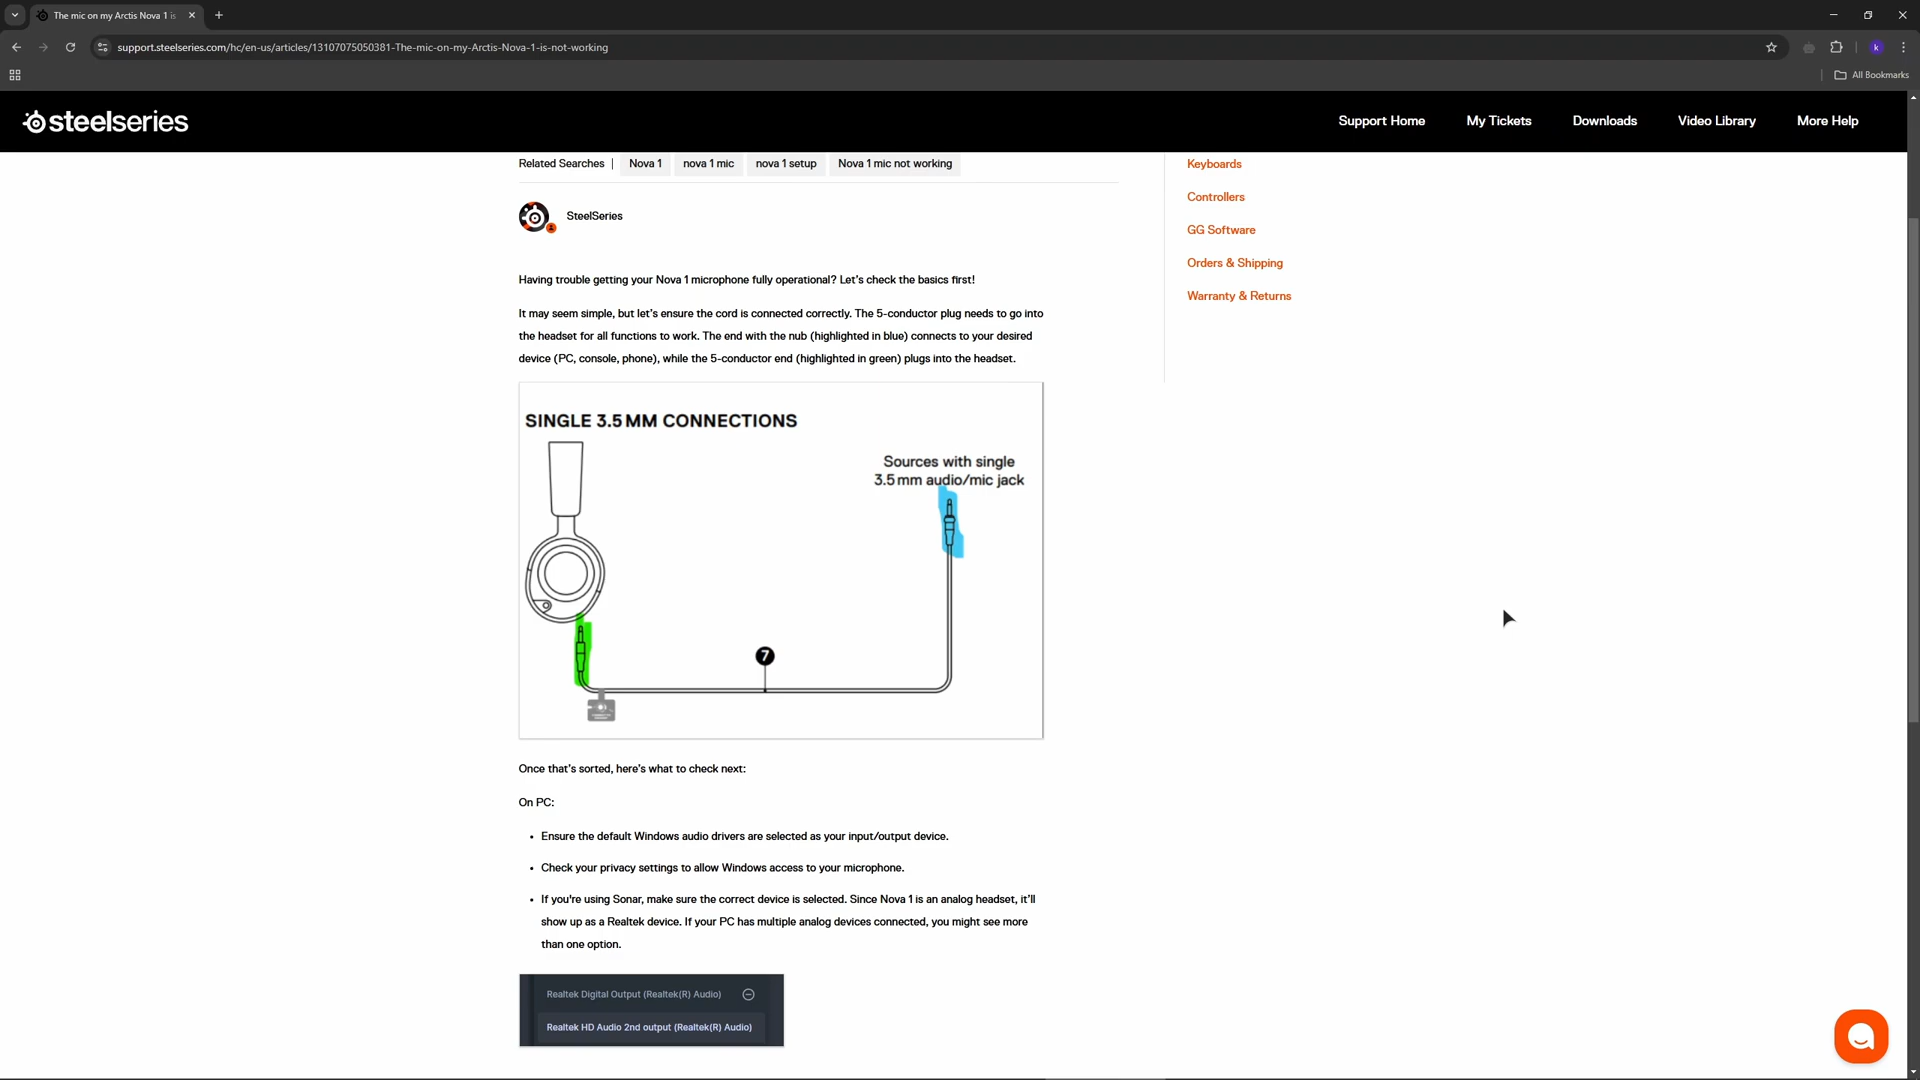 The mic on my Arctis Nova 1 is
support.steelseries.com/hc/en-us/articles/13107075050381-The-mic-on-my-Arctis-Nova-1-is-not-working
k
All Bookmarks
steelseries
Support Home
My Tickets
Downloads
Video Library
More Help
Related Searches |
Nova 1
nova 1 mic
nova 1 setup
Nova 1 mic not working
SteelSeries
Having trouble getting your Nova 1 microphone fully operational? Let's check the basics first!
It may seem simple, but let's ensure the cord is connected correctly. The 5-conductor plug needs to go into
the headset for all functions to work. The end with the nub (highlighted in blue) connects to your desired
device (PC, console, phone), while the 5-conductor end (highlighted in green) plugs into the headset.
SINGLE 3.5 MM CONNECTIONS
Sources with single
3.5 mm audio/mic jack
7
Once that's sorted, here's what to check next:
On PC:
• Ensure the default Windows audio drivers are selected as your input/output device.
• Check your privacy settings to allow Windows access to your microphone.
• If you're using Sonar, make sure the correct device is selected. Since Nova 1 is an analog headset, it'll
show up as a Realtek device. If your PC has multiple analog devices connected, you might see more
than one option.
Realtek Digital Output (Realtek(R) Audio)
Realtek HD Audio 2nd output (Realtek(R) Audio)
Keyboards
Controllers
GG Software
Orders & Shipping
Warranty & Returns